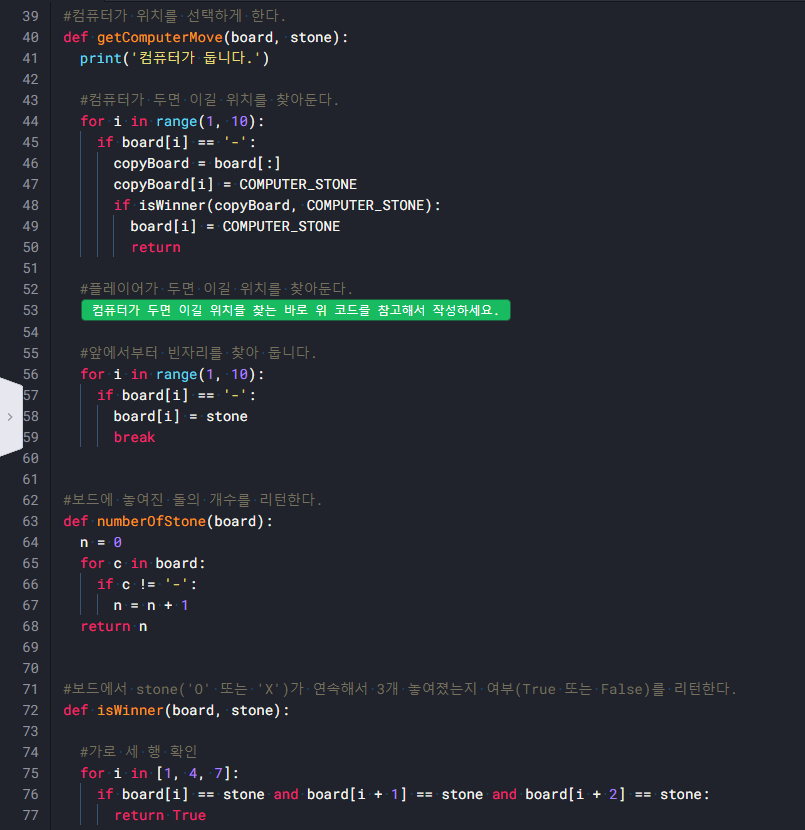 39 #컴퓨터가 위치를 선택하게 한다.
40 def getComputerMove(board, stone):
41   print('컴퓨터가 둡니다.')
42
43   #컴퓨터가 두면 이길 위치를 찾아둔다.
44   for i in range(1, 10):
45     if board[i] == '-':
46       copyBoard = board[:]
47       copyBoard[i] = COMPUTER_STONE
48       if isWinner(copyBoard, COMPUTER_STONE):
49         board[i] = COMPUTER_STONE
50         return
51
52   #플레이어가 두면 이길 위치를 찾아둔다.
53   컴퓨터가 두면 이길 위치를 찾는 바로 위 코드를 참고해서 작성하세요.
54
55   #앞에서부터 빈자리를 찾아 둡니다.
56   for i in range(1, 10):
57     if board[i] == '-':
58       board[i] = stone
59       break
60
61
62 #보드에 놓여진 돌의 개수를 리턴한다.
63 def numberOfStone(board):
64   n = 0
65   for c in board:
66     if c != '-':
67       n = n + 1
68   return n
69
70
71 #보드에서 stone('O' 또는 'X')가 연속해서 3개 놓여졌는지 여부(True 또는 False)를 리턴한다.
72 def isWinner(board, stone):
73
74   #가로 세 행 확인
75   for i in [1, 4, 7]:
76     if board[i] == stone and board[i + 1] == stone and board[i + 2] == stone:
77       return True